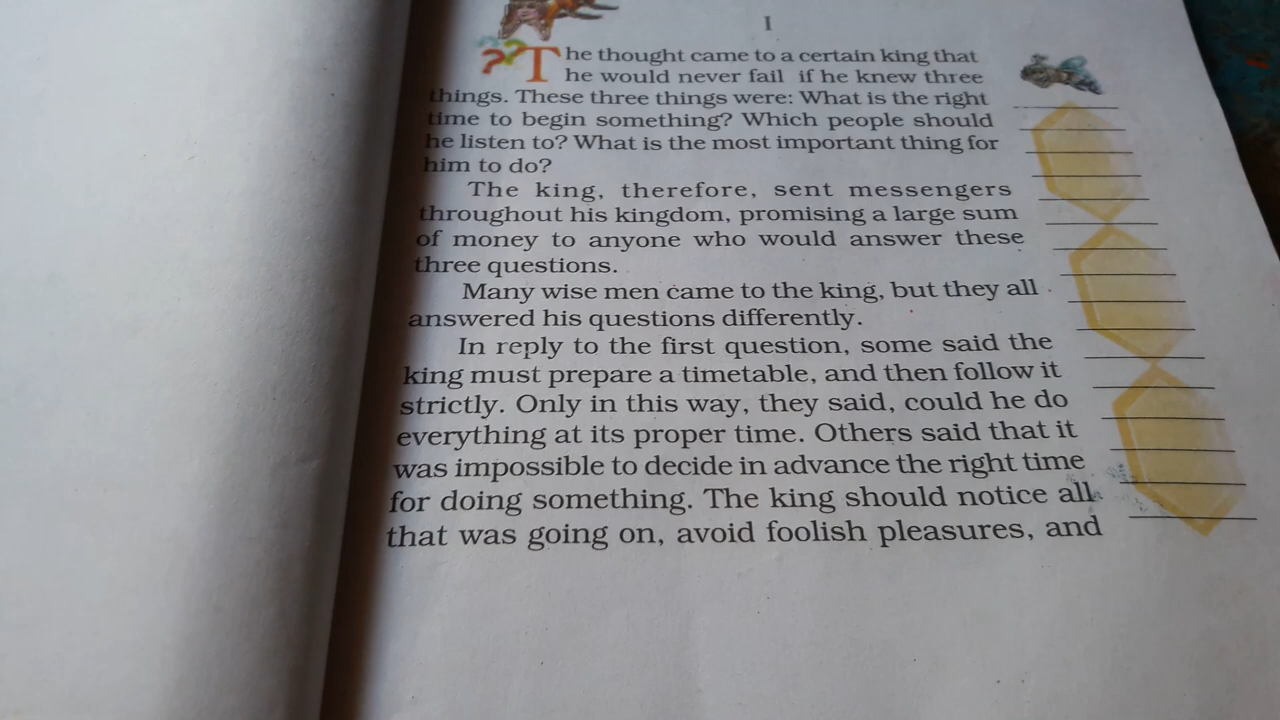 I
The thought came to a certain king that
he would never fail if he knew three
things. These three things were: What is the right
time to begin something? Which people should
he listen to? What is the most important thing for
him to do?
The king, therefore, sent messengers
throughout his kingdom, promising a large sum
of money to anyone who would answer these
three questions.
Many wise men came to the king, but they all
answered his questions differently.
In reply to the first question, some said the
king must prepare a timetable, and then follow it
strictly. Only in this way, they said, could he do
everything at its proper time. Others said that it
was impossible to decide in advance the right time
for doing something. The king should notice all
that was going on, avoid foolish pleasures, and